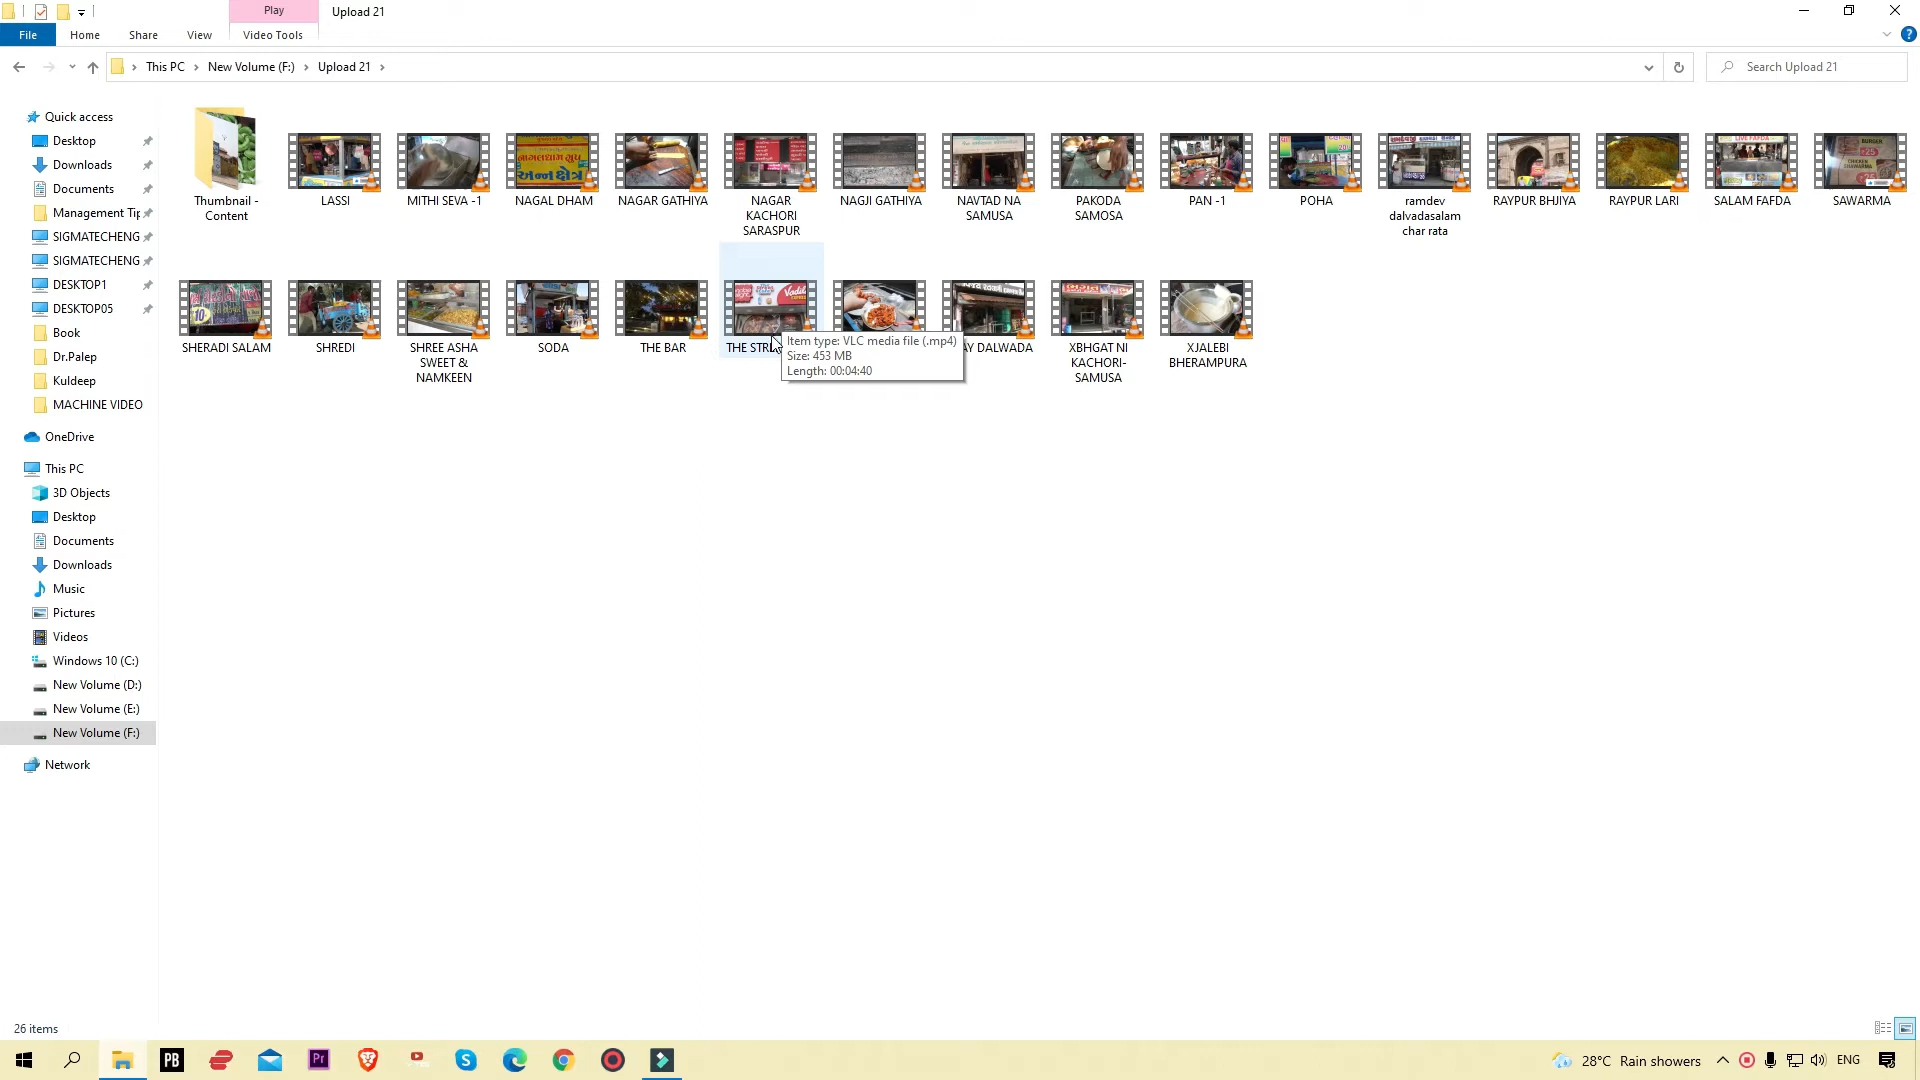 Play
Upload 21
File
Home
Share
View
Video Tools
This PC
New Volume (F:)
Upload 21
Search Upload 21
Quick access
Desktop
Downloads
Documents
Management Tip
SIGMATECHENG
SIGMATECHENG
DESKTOP1
DESKTOP05
Book
Dr.Palep
Kuldeep
MACHINE VIDEO
OneDrive
This PC
3D Objects
Desktop
Documents
Downloads
Music
Pictures
Videos
Windows 10 (C:)
New Volume (D:)
New Volume (E:)
New Volume (F:)
Network
Thumbnail -
Content
LASSI
MITHI SEVA -1
NAGAL DHAM
NAGAR GATHIYA
NAGAR
KACHORI
SARASPUR
NAGJI GATHIYA
NAVTAD NA
SAMUSA
PAKODA
SAMOSA
PAN -1
POHA
ramdev
dalvadasalam
char rata
RAYPUR BHJIYA
RAYPUR LARI
SALAM FAFDA
SAWARMA
SHERADI SALAM
SHREDI
SHREE ASHA
SWEET &
NAMKEEN
SODA
THE BAR
THE STR
AY DALWADA
XBHGAT NI
KACHORI-
SAMUSA
XJALEBI
BHERAMPURA
Item type: VLC media file (.mp4)
Size: 453 MB
Length: 00:04:40
26 items
PB
Pr
28°C Rain showers
ENG